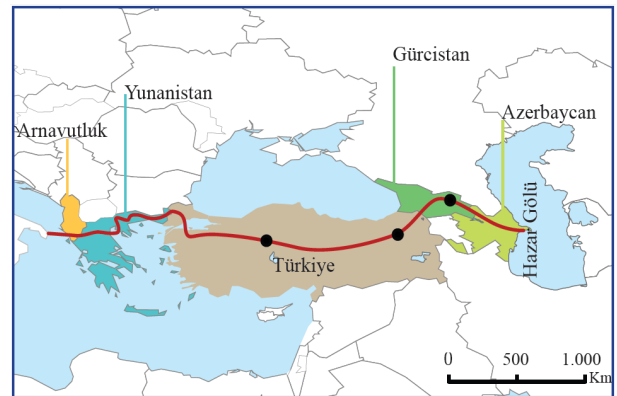 Gürcistan
Yunanistan
Azerbaycan
Arnavutluk
Hazar Gölü
Türkiye
0 500 1.000
Km